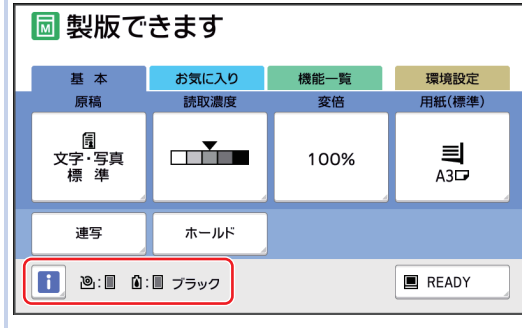 製版できます
基本 お気に入り 機能一覧 環境設定
原稿 読取濃度 変倍 用紙(標準)
文字・写真
標準
100%
A3
連写 ホールド
i : : ブラック READY